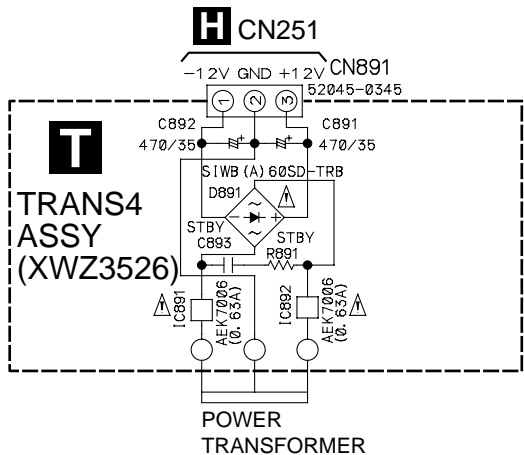 H CN251
-12V GND +12V CN891
1 2 3 52045-0345
C892 C891
470/35 + + 470/35
T
S1WB(A)60SD-TRB
D891
TRANS4
ASSY
(XWZ3526)
STBY STBY
C893 R891
IC891 AEK7006 (0.63A)
IC892 AEK7006 (0.63A)
POWER
TRANSFORMER